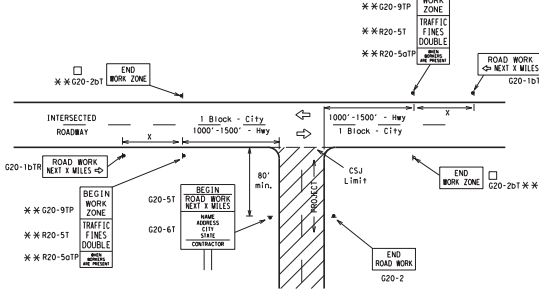 WORK
ZONE
** G20-9TP
TRAFFIC
FINES
DOUBLE
** R20-5T
WHEN
WORKERS
ARE PRESENT
** R20-5aTP
ROAD WORK
⇦ NEXT X MILES
G20-1bT
END
WORK ZONE
□
** G20-2bT
X
INTERSECTED
ROADWAY
1 Block - City
1000'-1500' - Hwy
1000'-1500' - Hwy
1 Block - City
X
G20-1bTR
ROAD WORK
NEXT X MILES ⇨
80'
min.
PROJECT
CSJ
Limit
END
WORK ZONE
□
G20-2bT **
BEGIN
WORK
ZONE
** G20-9TP
TRAFFIC
FINES
DOUBLE
** R20-5T
WHEN
WORKERS
ARE PRESENT
** R20-5aTP
G20-5T
BEGIN
ROAD WORK
NEXT X MILES
G20-6T
NAME
ADDRESS
CITY
STATE
CONTRACTOR
END
ROAD WORK
G20-2